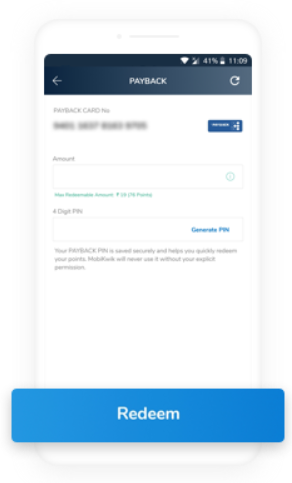 41% 11:09
PAYBACK
PAYBACK CARD No
Amount
Max Redeemable Amount: ₹ 19 (76 Points)
4 Digit PIN
Generate PIN
Your PAYBACK PIN is saved securely and helps you quickly redeem
your points. MobiKwik will never use it without your explicit
permission.
Redeem